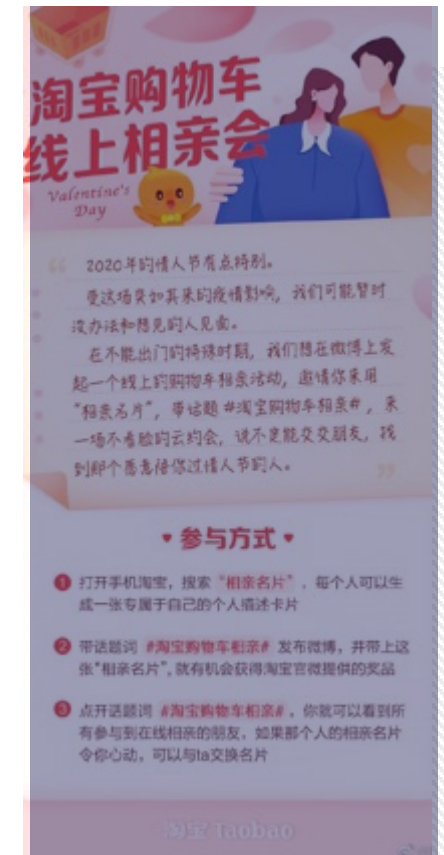 淘宝购物车
线上相亲会
Valentine's
Day
“ 2020年的情人节有点特别。
受这场突如其来的疫情影响，我们可能暂时
没办法和想见的人见面。
在不能出门的特殊时期，我们想在微博上发
起一个线上的购物车相亲活动，邀请你来用
“相亲名片”，带话题 #淘宝购物车相亲#，来
一场不看脸的云约会，说不定能交交朋友，找
到那个愿意陪你过情人节的人。 ”
参与方式
1 打开手机淘宝，搜索“相亲名片”，每个人可以生
成一张专属于自己的个人描述卡片
2 带话题词 #淘宝购物车相亲# 发布微博，并带上这
张“相亲名片”，就有机会获得淘宝官微提供的奖品
3 点开话题词 #淘宝购物车相亲#，你就可以看到所
有参与到在线相亲的朋友，如果那个人的相亲名片
令你心动，可以与ta交换名片
淘宝 Taobao